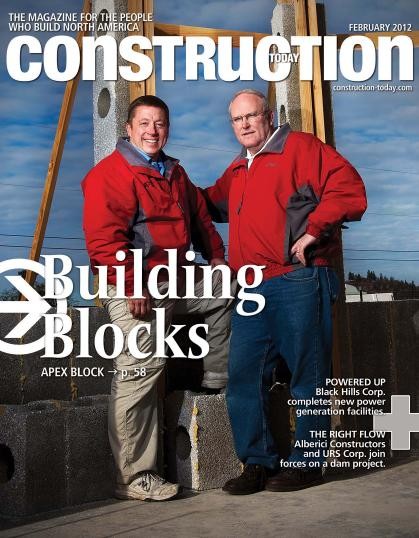 THE MAGAZINE FOR THE PEOPLE
WHO BUILD NORTH AMERICA
FEBRUARY 2012
CONSTRUCTION
TODAY
construction-today.com
Building
Blocks
APEX BLOCK → p. 58
POWERED UP
Black Hills Corp.
completes new power
generation facilities.
THE RIGHT FLOW
Alberici Constructors
and URS Corp. join
forces on a dam project.